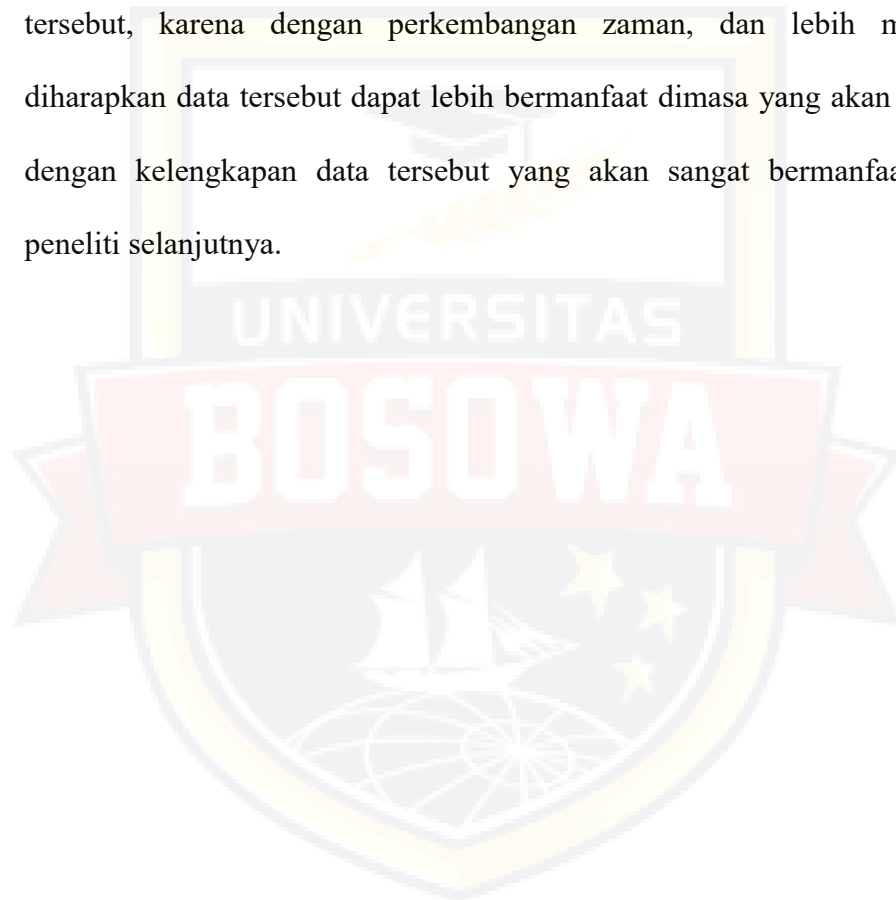 tersebut, karena dengan perkembangan zaman, dan lebih
diharapkan data tersebut dapat lebih bermanfaat dimasa yang akan
dengan kelengkapan data tersebut yang akan sangat
peneliti selanjutnya.
UNIVERSITAS
BOSOWA